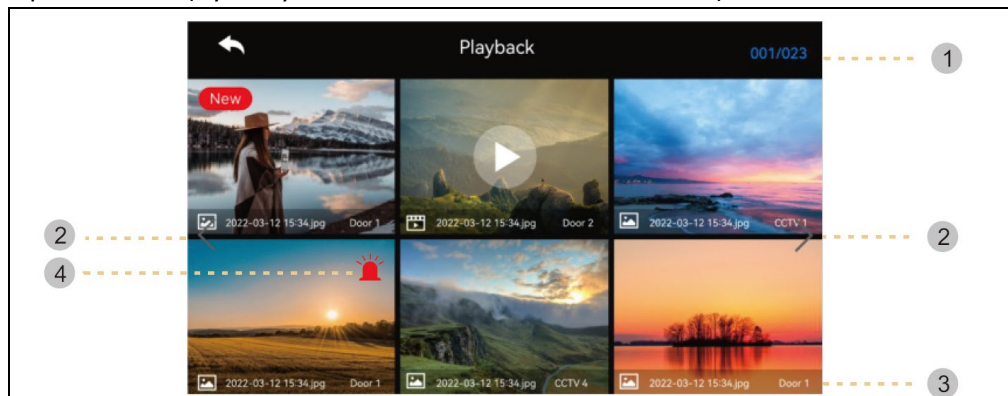 Playback
001/023
1
New
2022-03-12 15:34.jpg Door 1
2022-03-12 15:34.jpg Door 2
2022-03-12 15:34.jpg CCTV 1
2
2
4
2022-03-12 15:34.jpg Door 1
2022-03-12 15:34.jpg CCTV 4
2022-03-12 15:34.jpg Door 1
3